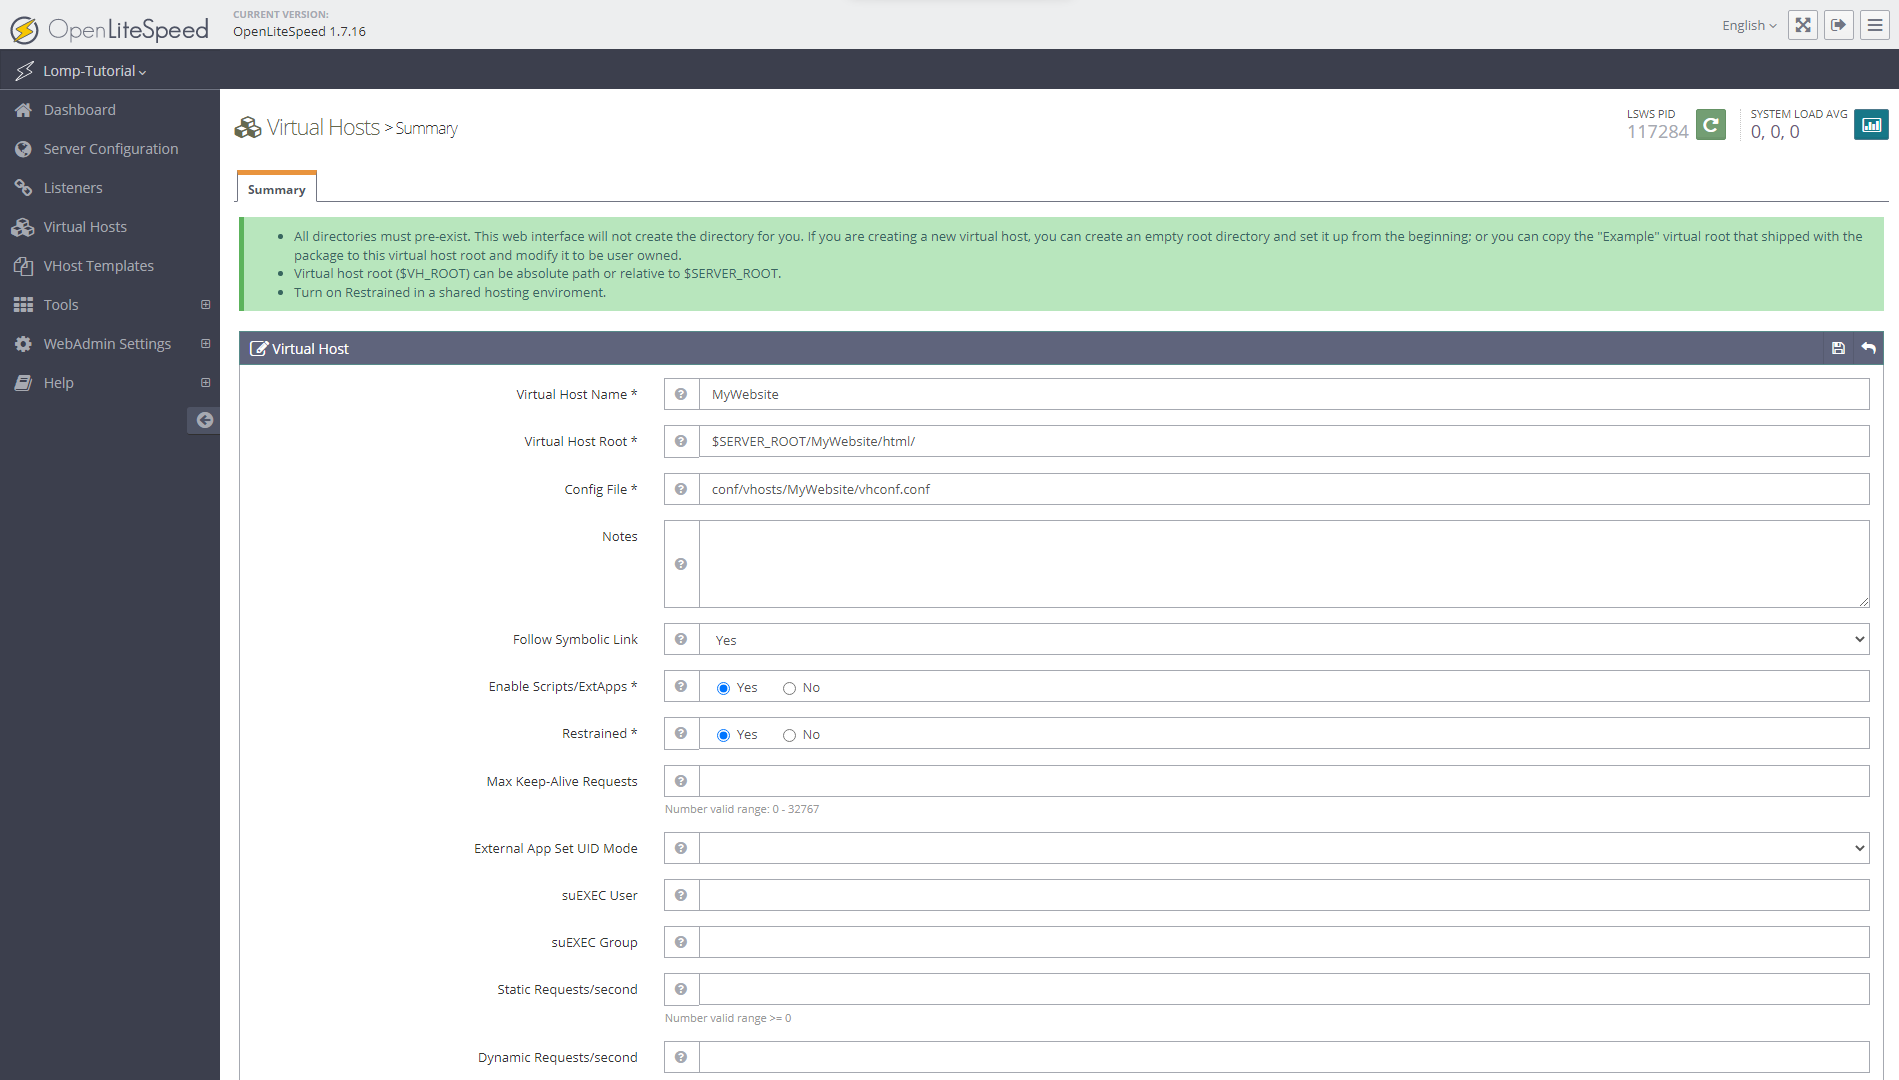 OpenLiteSpeed
CURRENT VERSION:
OpenLiteSpeed 1.7.16
English
Lomp-Tutorial
Dashboard
Server Configuration
Listeners
Virtual Hosts
VHost Templates
Tools
WebAdmin Settings
Help
Virtual Hosts > Summary
LSWS PID
117284
SYSTEM LOAD AVG
0, 0, 0
Summary
All directories must pre-exist. This web interface will not create the directory for you. If you are creating a new virtual host, you can create an empty root directory and set it up from the beginning; or you can copy the "Example" virtual root that shipped with the
package to this virtual host root and modify it to be user owned.
Virtual host root ($VH_ROOT) can be absolute path or relative to $SERVER_ROOT.
Turn on Restrained in a shared hosting enviroment.
Virtual Host
Virtual Host Name * MyWebsite
Virtual Host Root * $SERVER_ROOT/MyWebsite/html/
Config File * conf/vhosts/MyWebsite/vhconf.conf
Notes
Follow Symbolic Link Yes
Enable Scripts/ExtApps * Yes No
Restrained * Yes No
Max Keep-Alive Requests
Number valid range: 0 - 32767
External App Set UID Mode
suEXEC User
suEXEC Group
Static Requests/second
Number valid range >= 0
Dynamic Requests/second